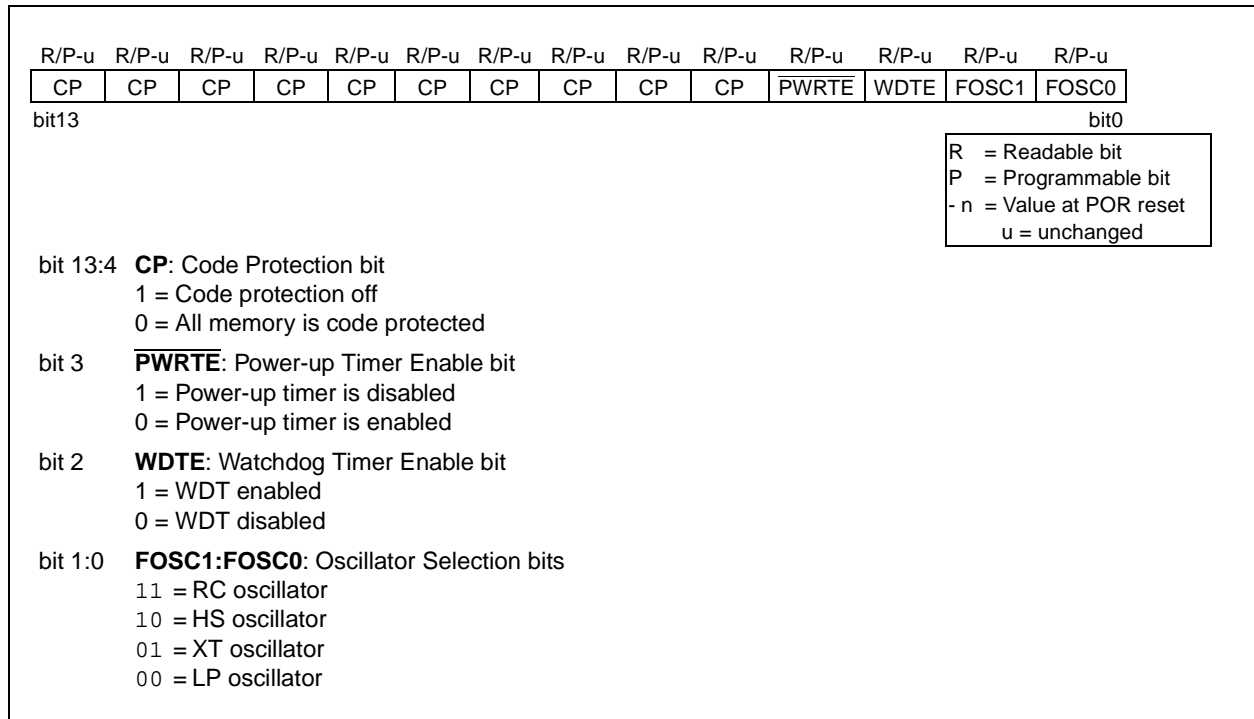 R/P-u R/P-u R/P-u R/P-u R/P-u R/P-u R/P-u R/P-u R/P-u R/P-u R/P-u R/P-u R/P-u R/P-u
CP CP CP CP CP CP CP CP CP CP PWRTE WDTE FOSC1 FOSC0
bit13 bit0
R = Readable bit
P = Programmable bit
- n = Value at POR reset
u = unchanged
bit 13:4 CP: Code Protection bit
1 = Code protection off
0 = All memory is code protected
bit 3 PWRTE: Power-up Timer Enable bit
1 = Power-up timer is disabled
0 = Power-up timer is enabled
bit 2 WDTE: Watchdog Timer Enable bit
1 = WDT enabled
0 = WDT disabled
bit 1:0 FOSC1:FOSC0: Oscillator Selection bits
11 = RC oscillator
10 = HS oscillator
01 = XT oscillator
00 = LP oscillator